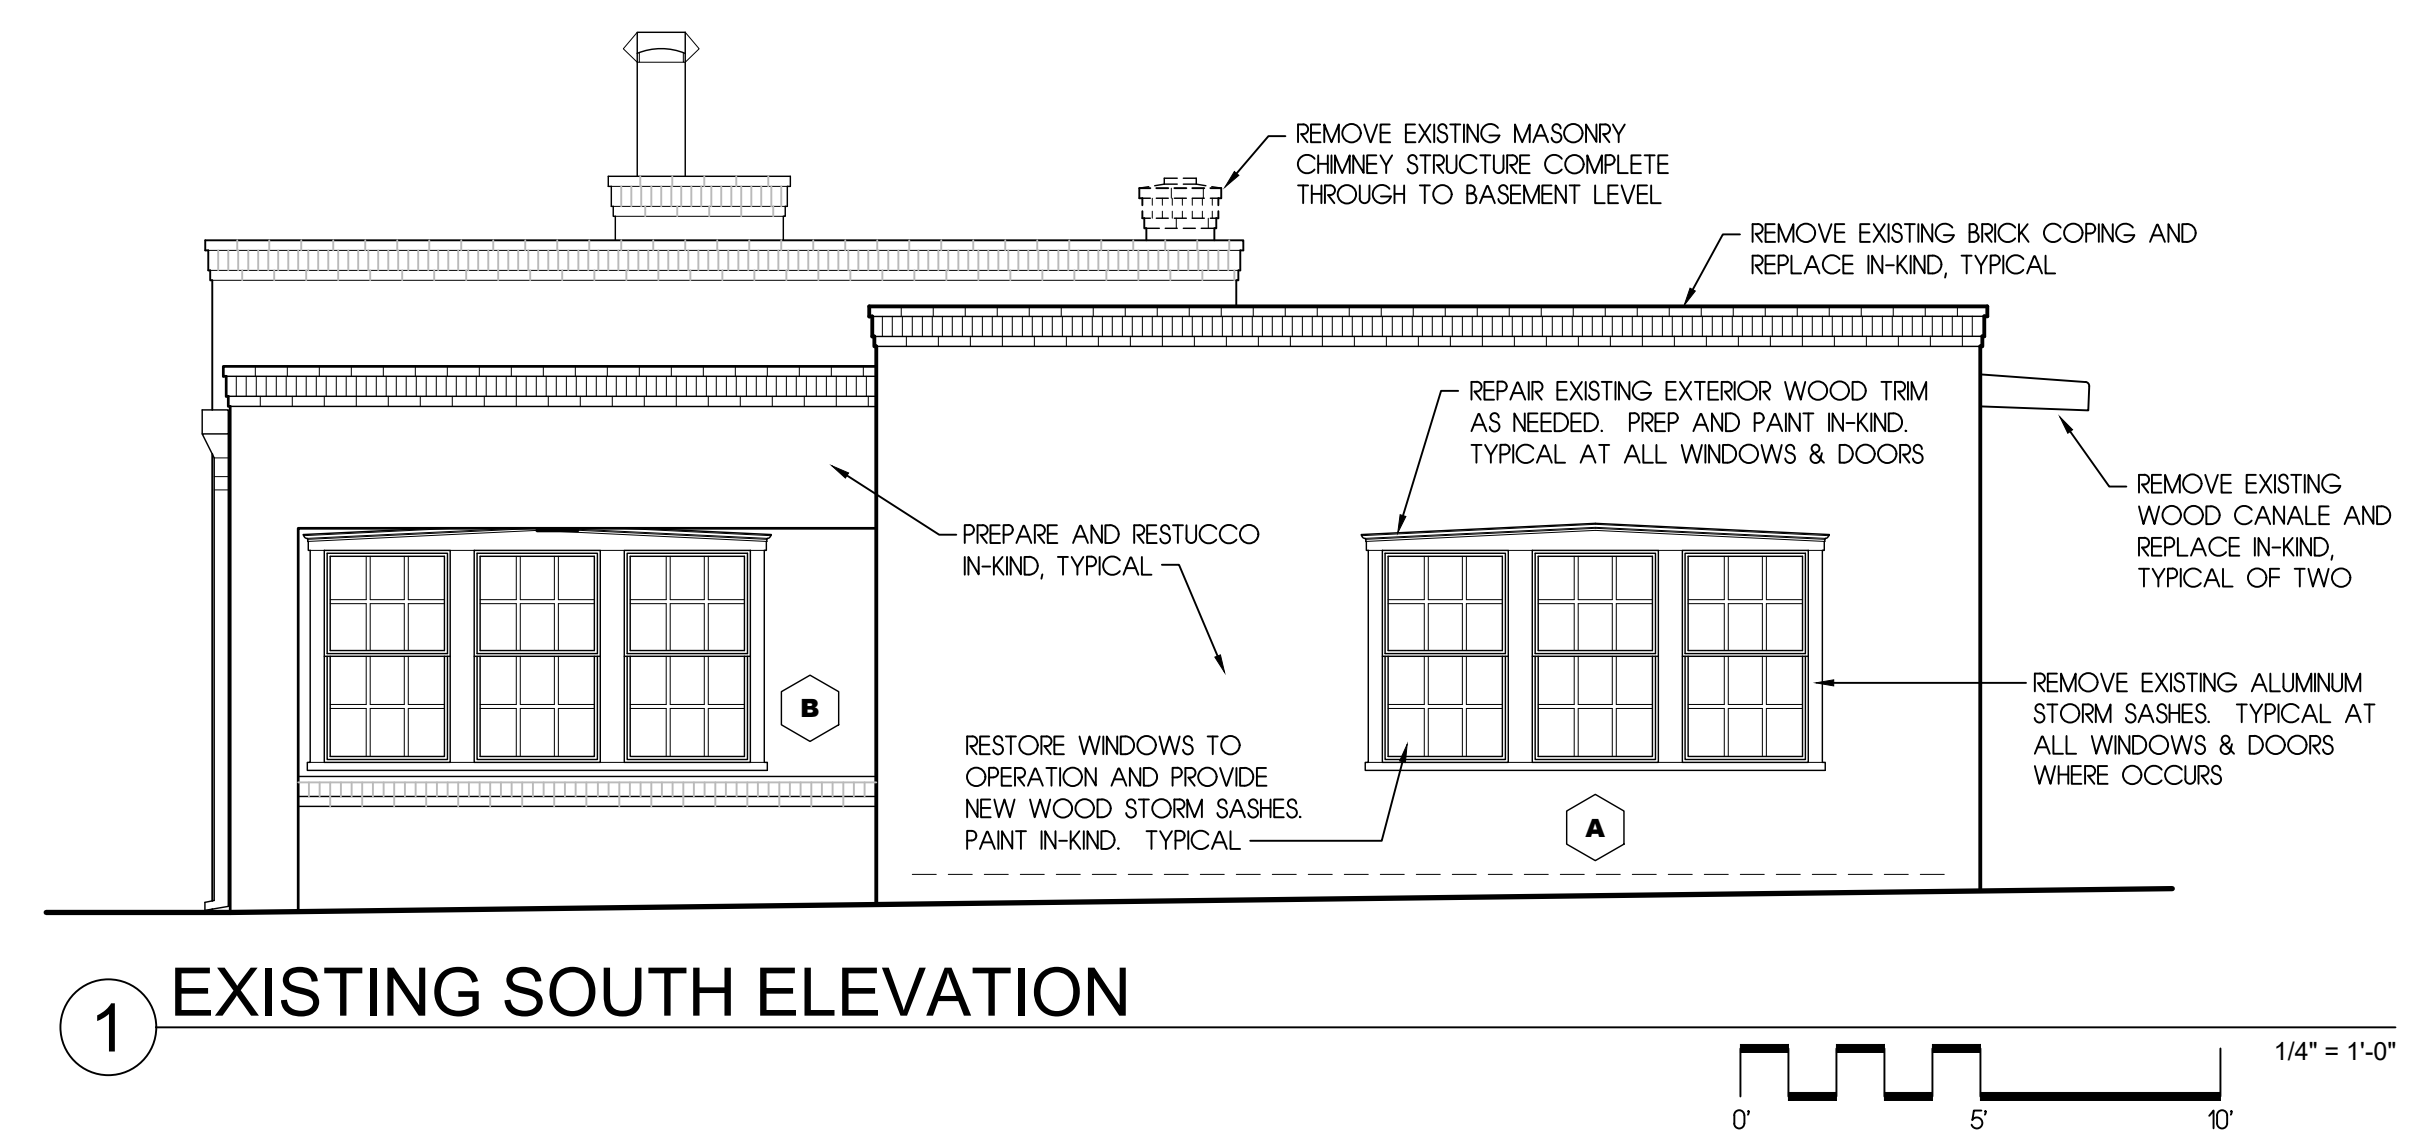 REMOVE EXISTING MASONRY
CHIMNEY STRUCTURE COMPLETE
THROUGH TO BASEMENT LEVEL
REMOVE EXISTING BRICK COPING AND
REPLACE IN-KIND, TYPICAL
REPAIR EXISTING EXTERIOR WOOD TRIM
AS NEEDED. PREP AND PAINT IN-KIND.
TYPICAL AT ALL WINDOWS & DOORS
REMOVE EXISTING
WOOD CANALE AND
REPLACE IN-KIND,
TYPICAL OF TWO
PREPARE AND RESTUCCO
IN-KIND, TYPICAL
REMOVE EXISTING ALUMINUM
STORM SASHES. TYPICAL AT
ALL WINDOWS & DOORS
WHERE OCCURS
B
RESTORE WINDOWS TO
OPERATION AND PROVIDE
NEW WOOD STORM SASHES.
PAINT IN-KIND. TYPICAL
A
1 EXISTING SOUTH ELEVATION
1/4" = 1'-0"
0' 5' 10'